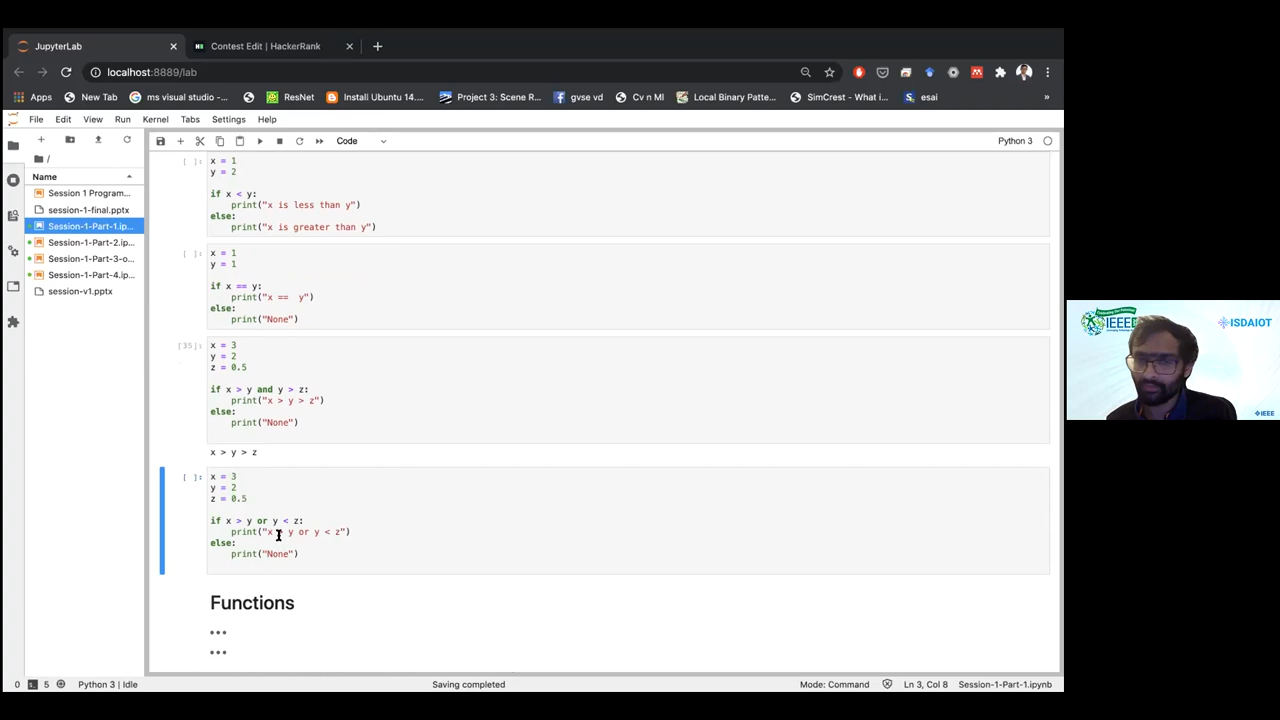 JupyterLab
Contest Edit | HackerRank
localhost:8889/lab
Apps
New Tab
ms visual studio -...
ResNet
Install Ubuntu 14....
Project 3: Scene R...
gvse vd
Cv n Ml
Local Binary Patte...
SimCrest - What i...
esai
»
File Edit View Run Kernel Tabs Settings Help
Code
Python 3
/
Name
Session 1 Program...
session-1-final.pptx
Session-1-Part-1.ip...
Session-1-Part-2.ip...
Session-1-Part-3-o...
Session-1-Part-4.ip...
session-v1.pptx
[ ]:
x = 1
y = 2
if x < y:
print("x is less than y")
else:
print("x is greater than y")
[ ]:
x = 1
y = 1
if x == y:
print("x ==  y")
else:
print("None")
[35]:
x = 3
y = 2
z = 0.5
if x > y and y > z:
print("x > y > z")
else:
print("None")
x > y > z
[ ]:
x = 3
y = 2
z = 0.5
if x > y or y < z:
print("x y or y < z")
else:
print("None")
Functions
•••
•••
0
5
Python 3 | Idle
Saving completed
Mode: Command
Ln 3, Col 8
Session-1-Part-1.ipynb
IEEE
ISDAIOT
IEEE